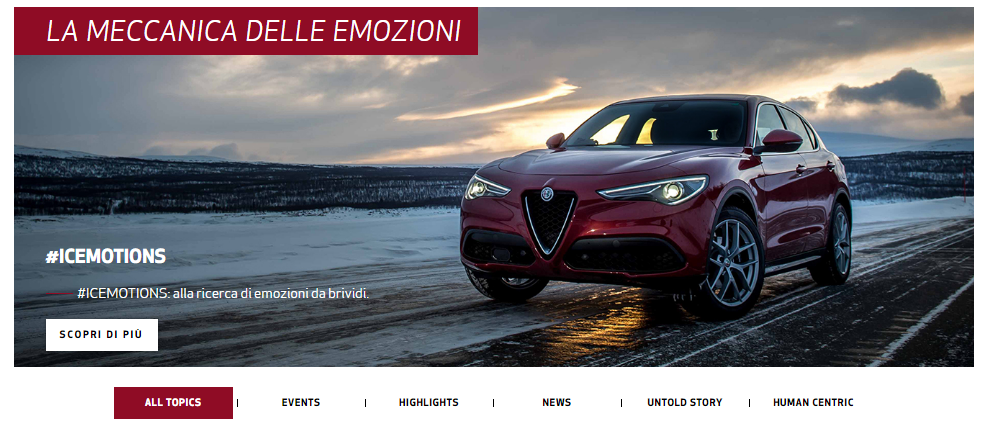 LA MECCANICA DELLE EMOZIONI
#ICEMOTIONS
#ICEMOTIONS: alla ricerca di emozioni da brividi.
SCOPRI DI PIÙ
ALL TOPICS | EVENTS | HIGHLIGHTS | NEWS | UNTOLD STORY | HUMAN CENTRIC